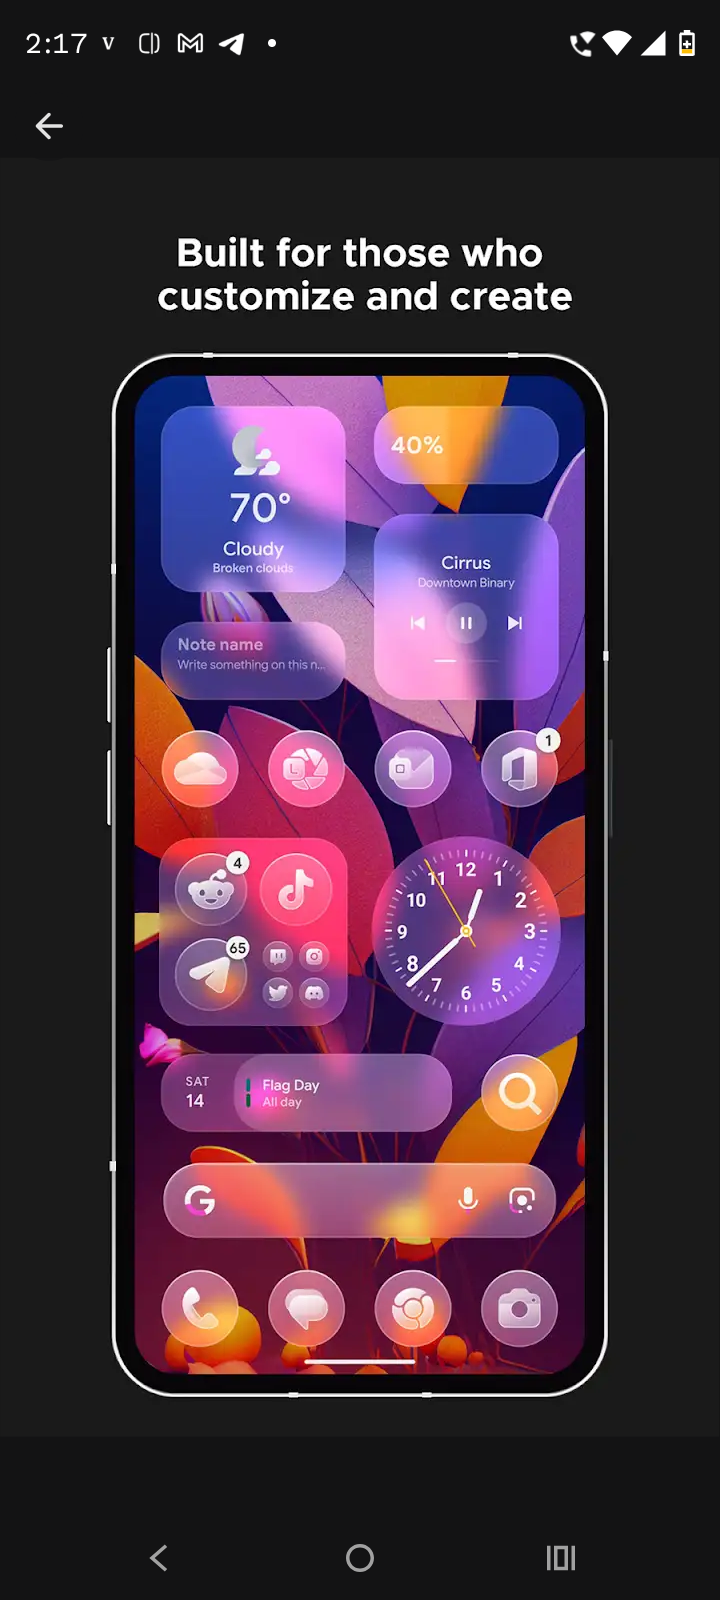 2:17 V
Built for those who
customize and create
70°
Cloudy
Broken clouds
40%
Cirrus
Downtown Binary
Note name
Write something on this n...
1
4
65
12
1
2
3
4
5
6
7
8
9
10
11
SAT
14
Flag Day
All day
G